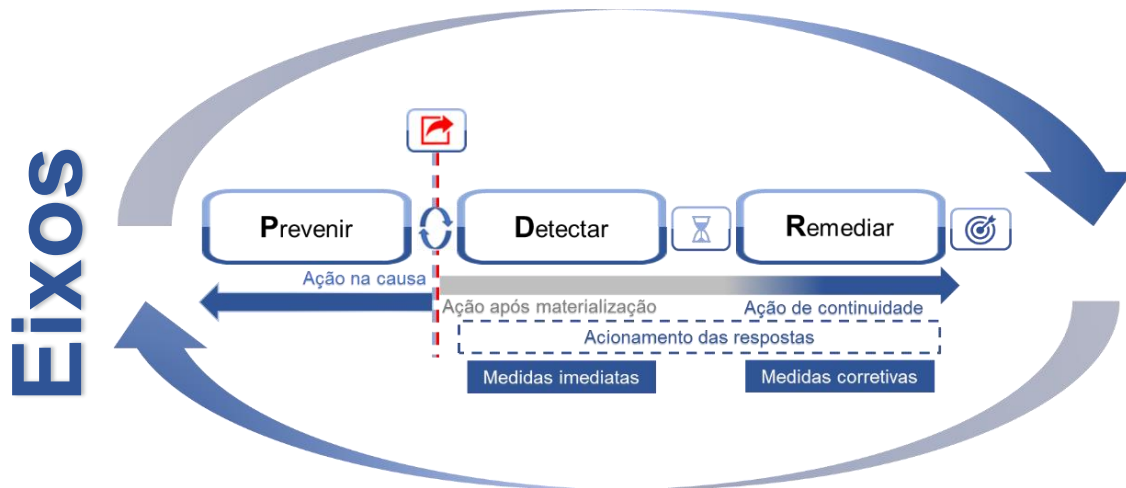 Eixos
Prevenir
Detectar
Remediar
Ação na causa
Ação após materialização
Ação de continuidade
Acionamento das respostas
Medidas imediatas
Medidas corretivas